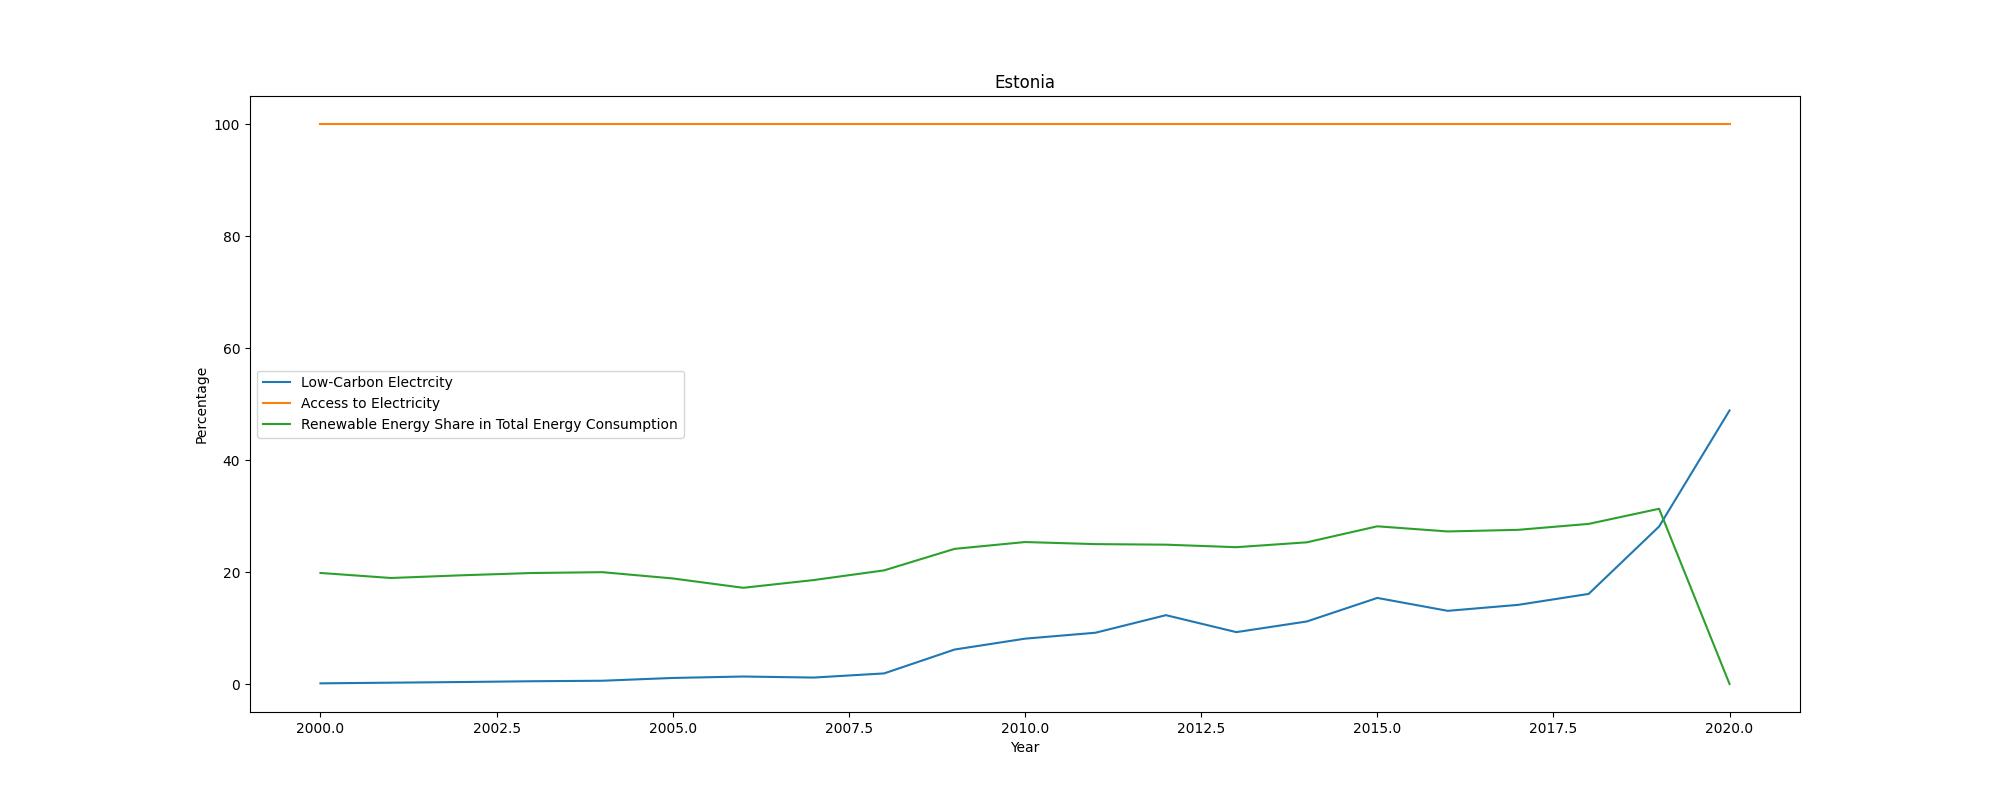 Estonia
100
80
60
40
20
0
Percentage
Low-Carbon Electrcity
Access to Electricity
Renewable Energy Share in Total Energy Consumption
2000.0 2002.5 2005.0 2007.5 2010.0 2012.5 2015.0 2017.5 2020.0
Year